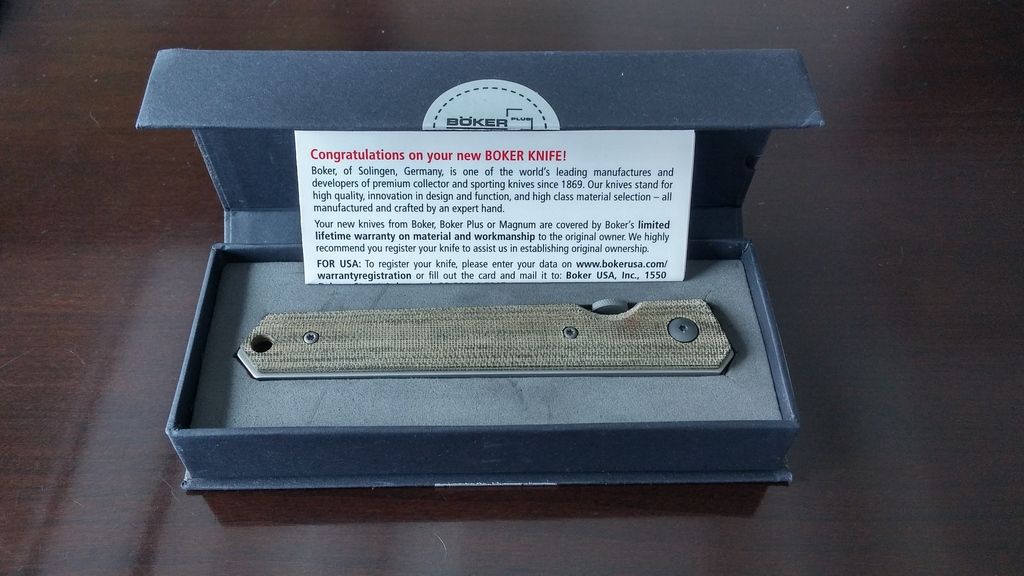 BÖKER PLUS
Congratulations on your new BOKER KNIFE!
Boker, of Solingen, Germany, is one of the world's leading manufactures and
developers of premium collector and sporting knives since 1869. Our knives stand for
high quality, innovation in design and function, and high class material selection – all
manufactured and crafted by an expert hand.
Your new knives from Boker, Boker Plus or Magnum are covered by Boker's limited
lifetime warranty on material and workmanship to the original owner. We highly
recommend you register your knife to assist us in establishing original ownership.
FOR USA: To register your knife, please enter your data on www.bokerusa.com/
warrantyregistration or fill out the card and mail it to: Boker USA, Inc., 1550